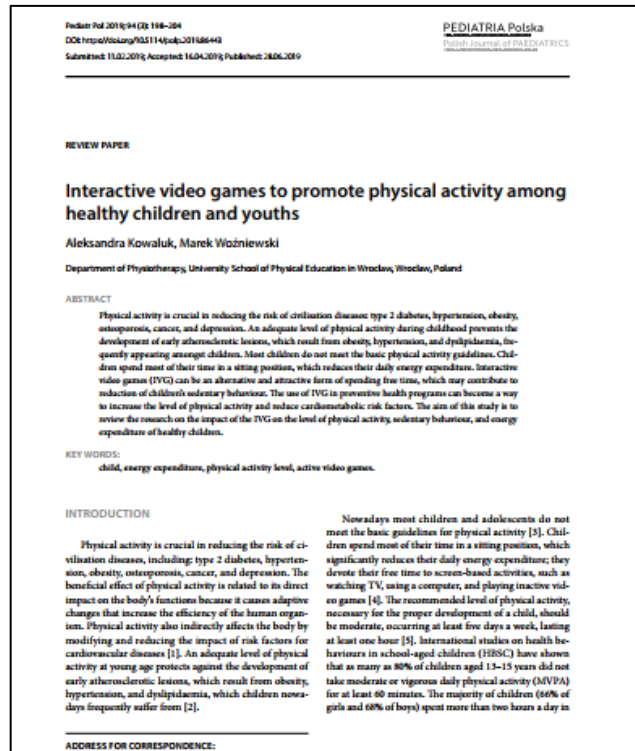 Pediatr Pol 2019; 94 (3): 198–204
DOI: https://doi.org/10.5114/polp.2019.86443
Submitted: 11.02.2019; Accepted: 16.04.2019; Published: 28.06.2019
PEDIATRIA Polska
Polish Journal of PAEDIATRICS
REVIEW PAPER
Interactive video games to promote physical activity among
healthy children and youths
Aleksandra Kowaluk, Marek Woźniewski
Department of Physiotherapy, University School of Physical Education in Wroclaw, Wroclaw, Poland
ABSTRACT
Physical activity is crucial in reducing the risk of civilisation diseases: type 2 diabetes, hypertension, obesity,
osteoporosis, cancer, and depression. An adequate level of physical activity during childhood prevents the
development of early atherosclerotic lesions, which result from obesity, hypertension, and dyslipidaemia, fre-
quently appearing amongst children. Most children do not meet the basic physical activity guidelines. Chil-
dren spend most of their time in a sitting position, which reduces their daily energy expenditure. Interactive
video games (IVG) can be an alternative and attractive form of spending free time, which may contribute to
reduction of children's sedentary behaviour. The use of IVG in preventive health programs can become a way
to increase the level of physical activity and reduce cardiometabolic risk factors. The aim of this study is to
review the research on the impact of the IVG on the level of physical activity, sedentary behaviour, and energy
expenditure of healthy children.
KEY WORDS:
child, energy expenditure, physical activity level, active video games.
INTRODUCTION
Physical activity is crucial in reducing the risk of ci-
vilisation diseases, including: type 2 diabetes, hyperten-
sion, obesity, osteoporosis, cancer, and depression. The
beneficial effect of physical activity is related to its direct
impact on the body's functions because it causes adaptive
changes that increase the efficiency of the human organ-
ism. Physical activity also indirectly affects the body by
modifying and reducing the impact of risk factors for
cardiovascular diseases [1]. An adequate level of physical
activity at young age protects against the development of
early atherosclerotic lesions, which result from obesity,
hypertension, and dyslipidaemia, which children nowa-
days frequently suffer from [2].
Nowadays most children and adolescents do not
meet the basic guidelines for physical activity [3]. Chil-
dren spend most of their time in a sitting position, which
significantly reduces their daily energy expenditure; they
devote their free time to screen-based activities, such as
watching TV, using a computer, and playing inactive vid-
eo games [4]. The recommended level of physical activity,
necessary for the proper development of a child, should
be moderate, occurring at least five days a week, lasting
at least one hour [5]. International studies on health be-
haviours in school-aged children (HBSC) have shown
that as many as 80% of children aged 13–15 years did not
take moderate or vigorous daily physical activity (MVPA)
for at least 60 minutes. The majority of children (66% of
girls and 68% of boys) spent more than two hours a day in
ADDRESS FOR CORRESPONDENCE: